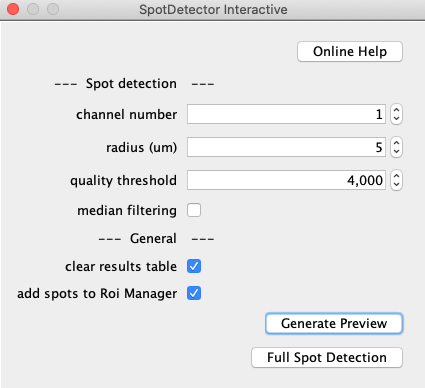 SpotDetector Interactive
Online Help
--- Spot detection ---
channel number 1
radius (um) 5
quality threshold 4,000
median filtering
--- General ---
clear results table
add spots to Roi Manager
Generate Preview
Full Spot Detection